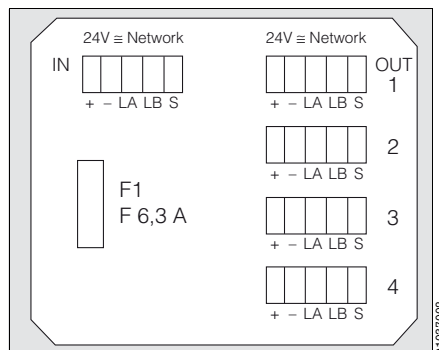 24V ≅ Network
24V ≅ Network
IN
OUT
1
+ – LA LB S
+ – LA LB S
2
+ – LA LB S
F1
F 6,3 A
3
+ – LA LB S
4
+ – LA LB S